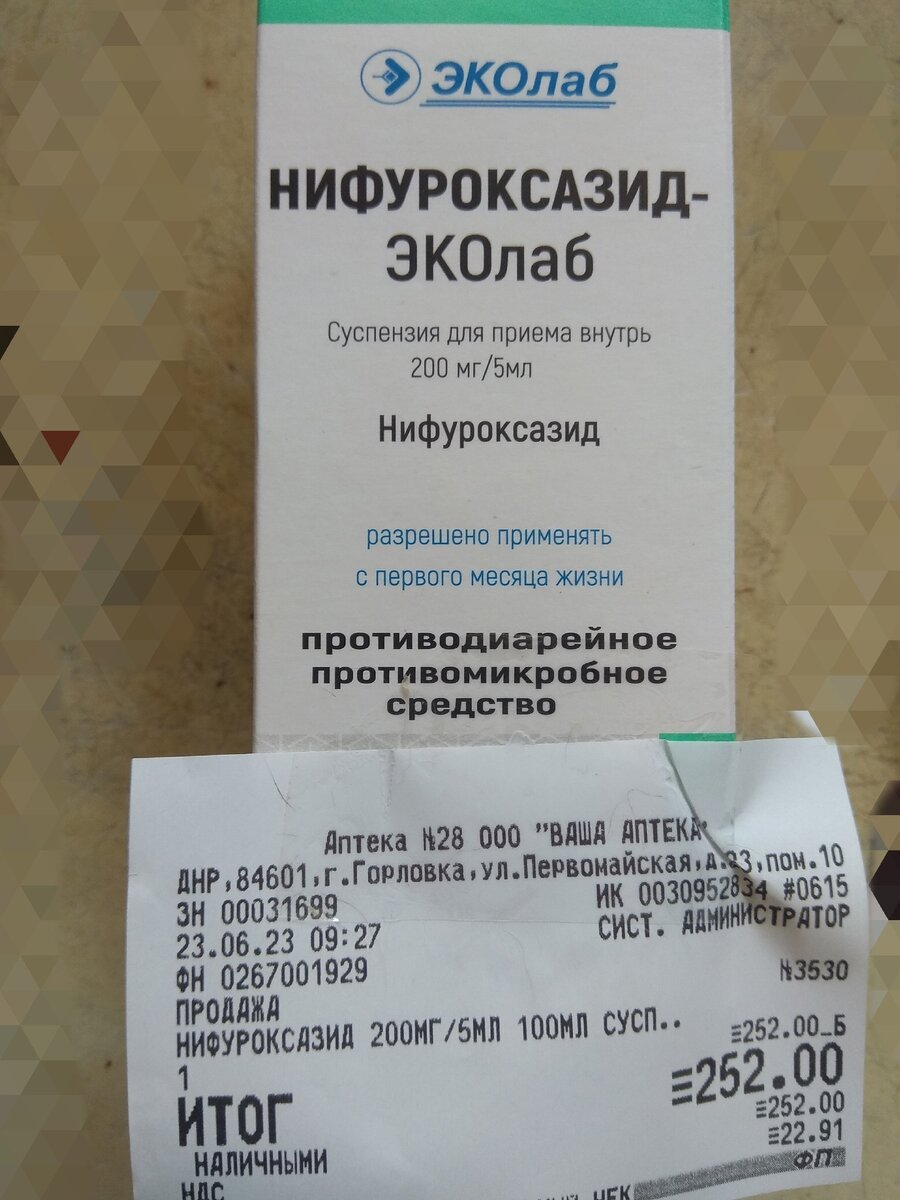 ЭКОлаб
НИФУРОКСАЗИД-
ЭКОлаб
Суспензия для приема внутрь
200 мг/5мл
Нифуроксазид
разрешено применять
с первого месяца жизни
противодиарейное
противомикробное
средство
Аптека №28 ООО "ВАША АПТЕКА"
ДНР,84601,г.Горловка,ул.Первомайская,д.23,пом.10
ЗН 00031699 ИК 0030952834 #0615
23.06.23 09:27 СИСТ. АДМИНИСТРАТОР
ФН 0267001929 №3530
ПРОДАЖА
НИФУРОКСАЗИД 200МГ/5МЛ 100МЛ СУСП.. ≡252.00_Б
1
ИТОГ ≡252.00
НАЛИЧНЫМИ ≡252.00
НДС ≡22.91
ЧЕК ФП